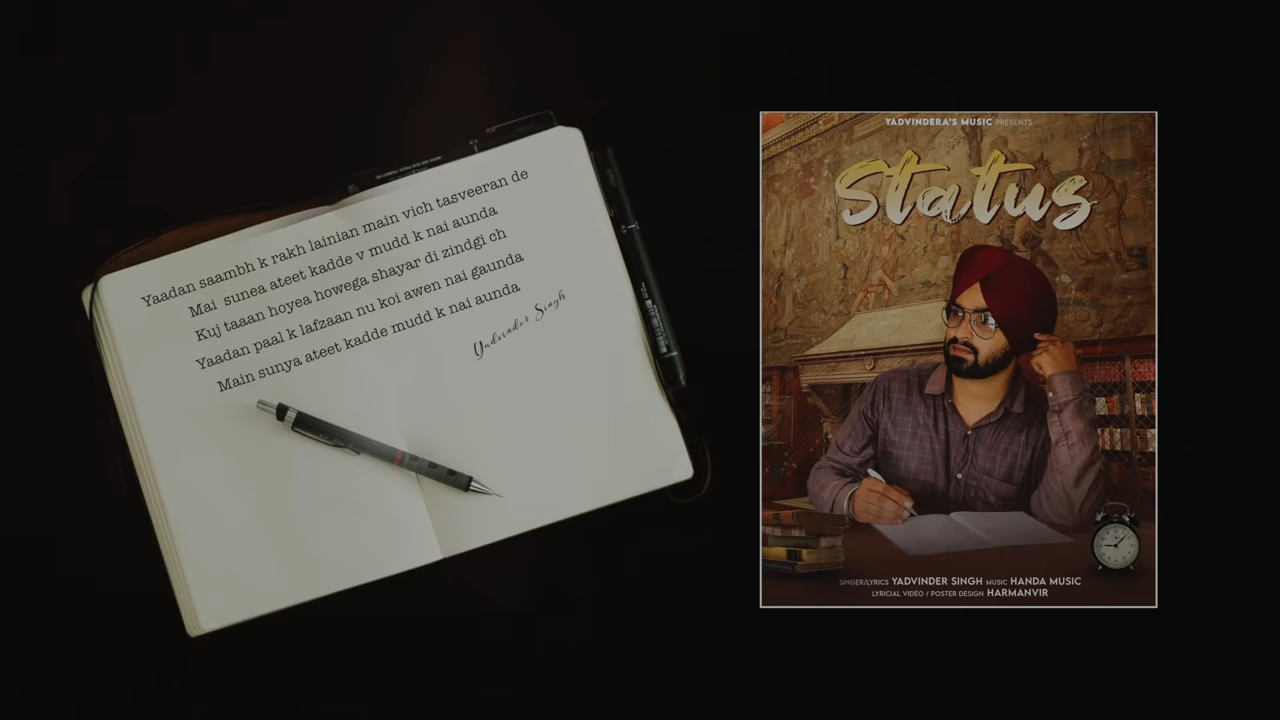 Yaadan saambh k rakh lainian main vich tasveeran de
Mai sunea ateet kadde v mudd k nai aunda
Kuj taaan hoyea howega shayar di zindgi ch
Yaadan paal k lafzaan nu koi awen nai gaunda
Main sunya ateet kadde mudd k nai aunda
Yadvinder Singh
YADVINDERA'S MUSIC PRESENTS
Status
SINGER/LYRICS YADVINDER SINGH MUSIC HANDA MUSIC
LYRICIAL VIDEO / POSTER DESIGN HARMANVIR